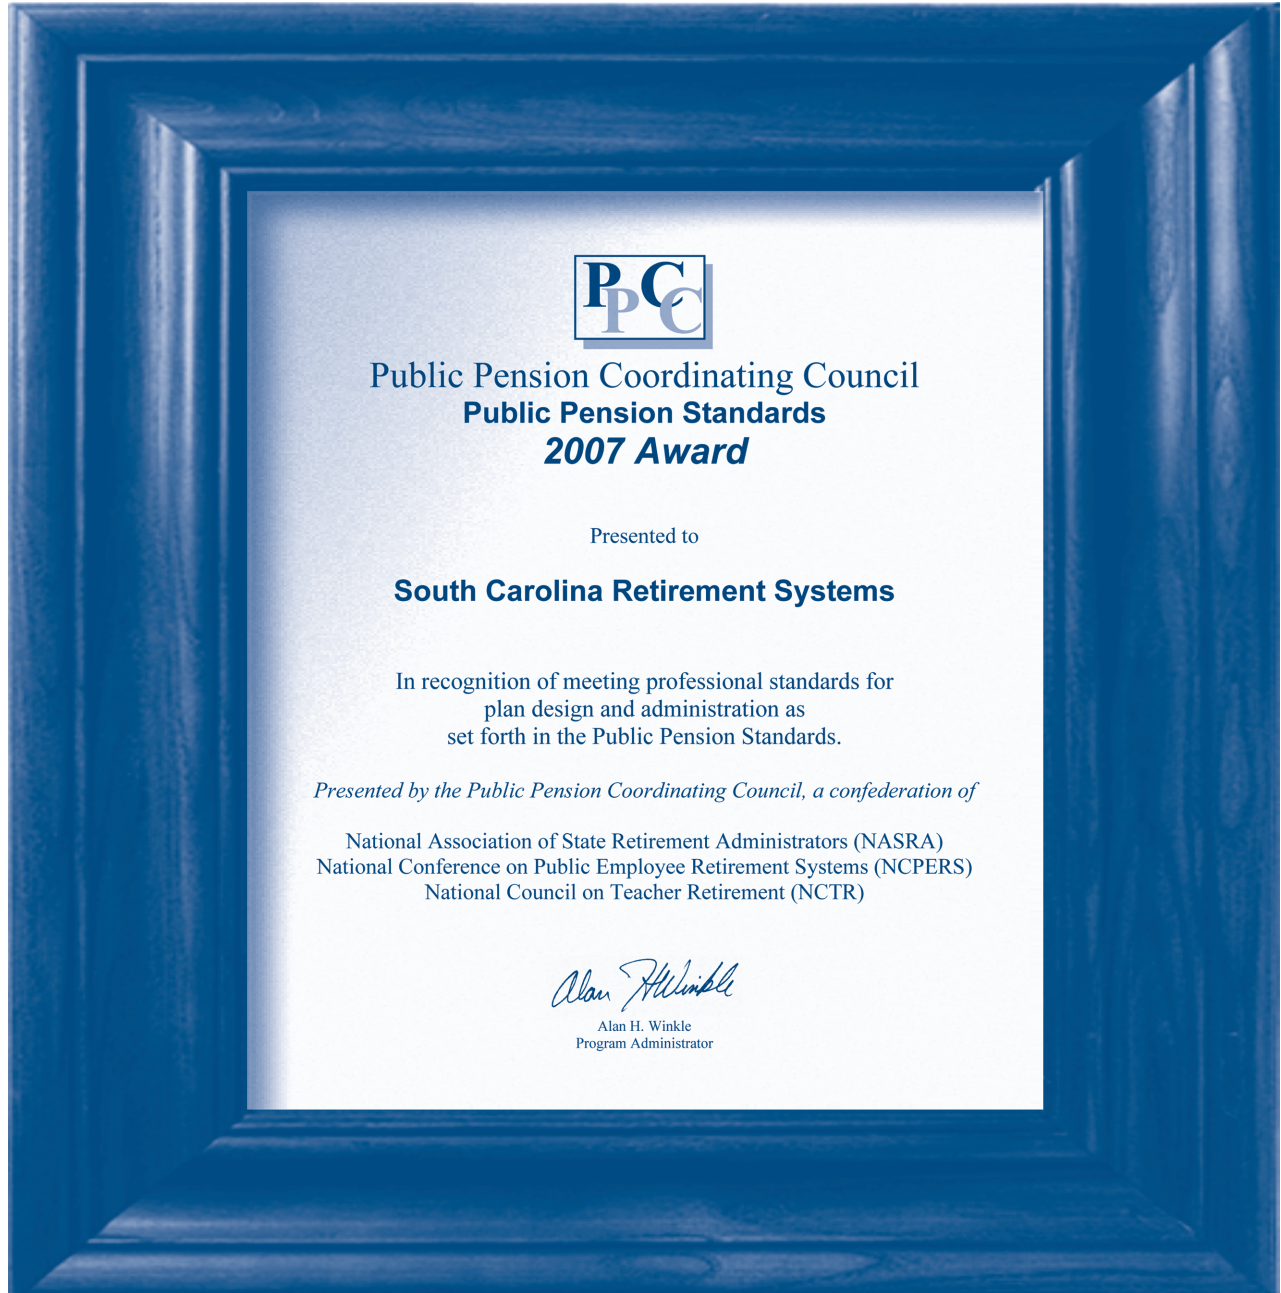 P C
P C
Public Pension Coordinating Council
Public Pension Standards
2007 Award
Presented to
South Carolina Retirement Systems
In recognition of meeting professional standards for
plan design and administration as
set forth in the Public Pension Standards.
Presented by the Public Pension Coordinating Council, a confederation of
National Association of State Retirement Administrators (NASRA)
National Conference on Public Employee Retirement Systems (NCPERS)
National Council on Teacher Retirement (NCTR)
Alan H Winkle
Alan H. Winkle
Program Administrator